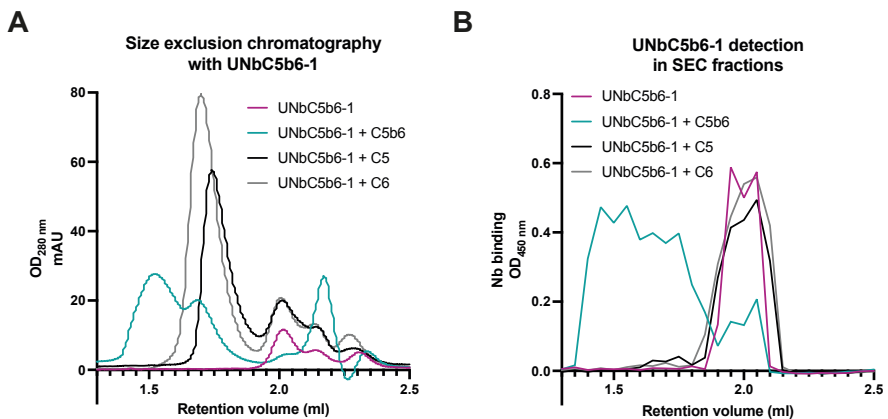 A
Size exclusion chromatography
with UNbC5b6-1
80
60
40
20
0
OD280 nm
mAU
UNbC5b6-1
UNbC5b6-1 + C5b6
UNbC5b6-1 + C5
UNbC5b6-1 + C6
1.5
2.0
2.5
Retention volume (ml)
B
UNbC5b6-1 detection
in SEC fractions
0.8
0.6
0.4
0.2
0.0
Nb binding
OD450 nm
UNbC5b6-1
UNbC5b6-1 + C5b6
UNbC5b6-1 + C5
UNbC5b6-1 + C6
1.5
2.0
2.5
Retention volume (ml)